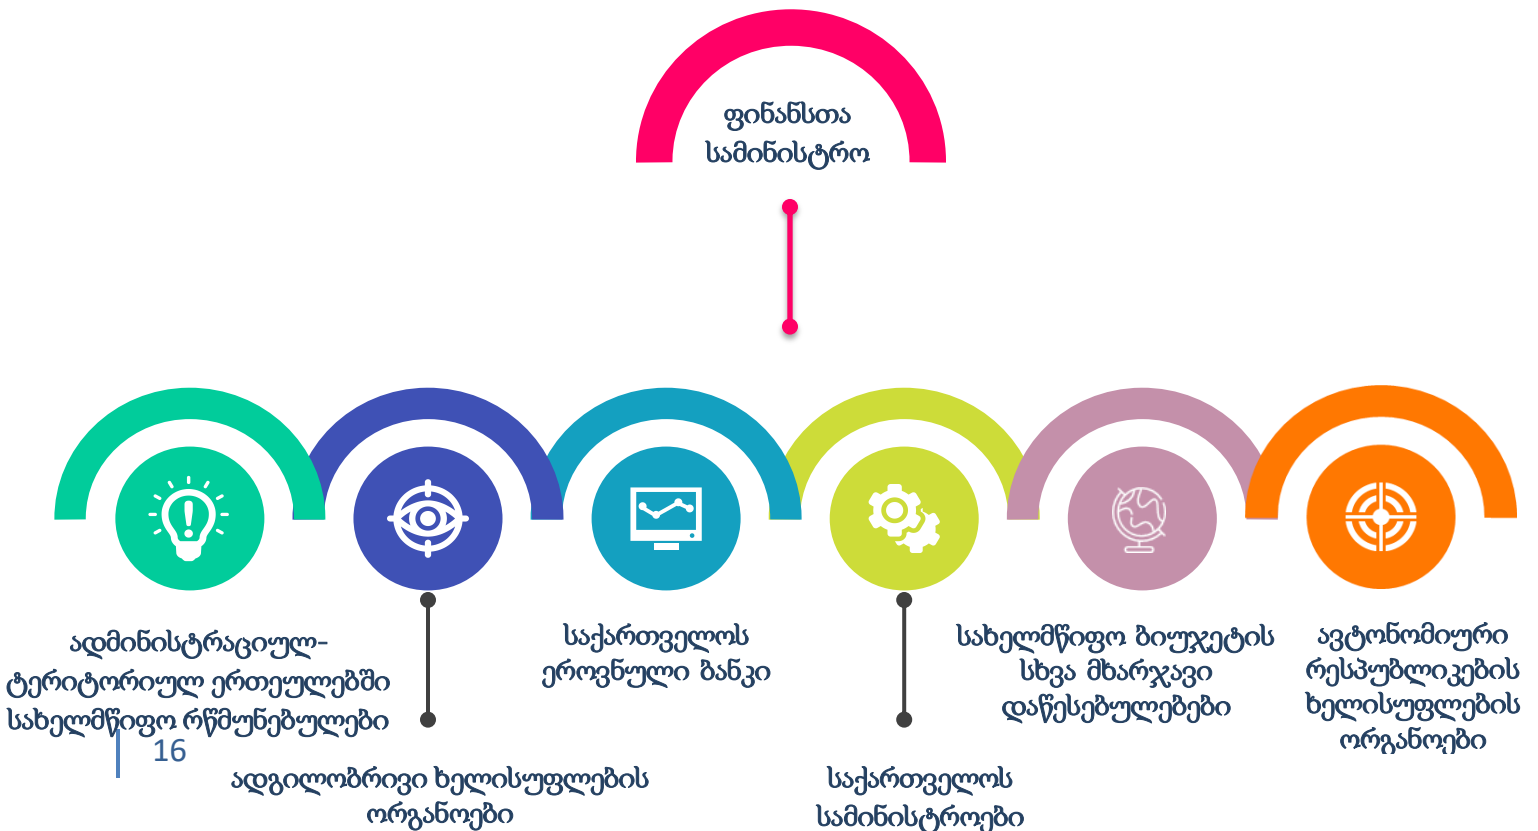 ფინანსთა
სამინისტრო
ადმინისტრაციულ-
ტერიტორიულ ერთეულებში
სახელმწიფო რწმუნებულები
ადგილობრივი ხელისუფლების
ორგანოები
საქართველოს
ეროვნული ბანკი
საქართველოს
სამინისტროები
სახელმწიფო ბიუჯეტის
სხვა მხარჯავი
დაწესებულებები
ავტონომიური
რესპუბლიკების
ხელისუფლების
ორგანოები
16